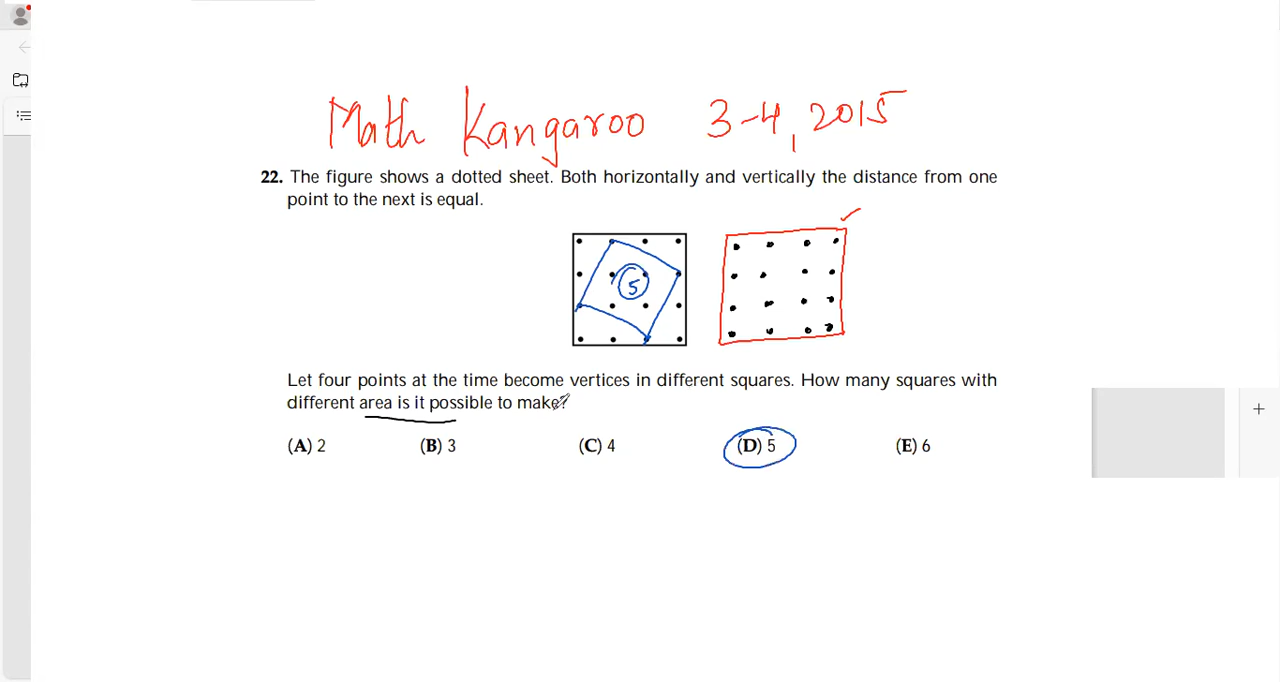 Math Kangaroo 3-4, 2015
22. The figure shows a dotted sheet. Both horizontally and vertically the distance from one
point to the next is equal.
5
Let four points at the time become vertices in different squares. How many squares with
different area is it possible to make?
(A) 2 (B) 3 (C) 4 (D) 5 (E) 6